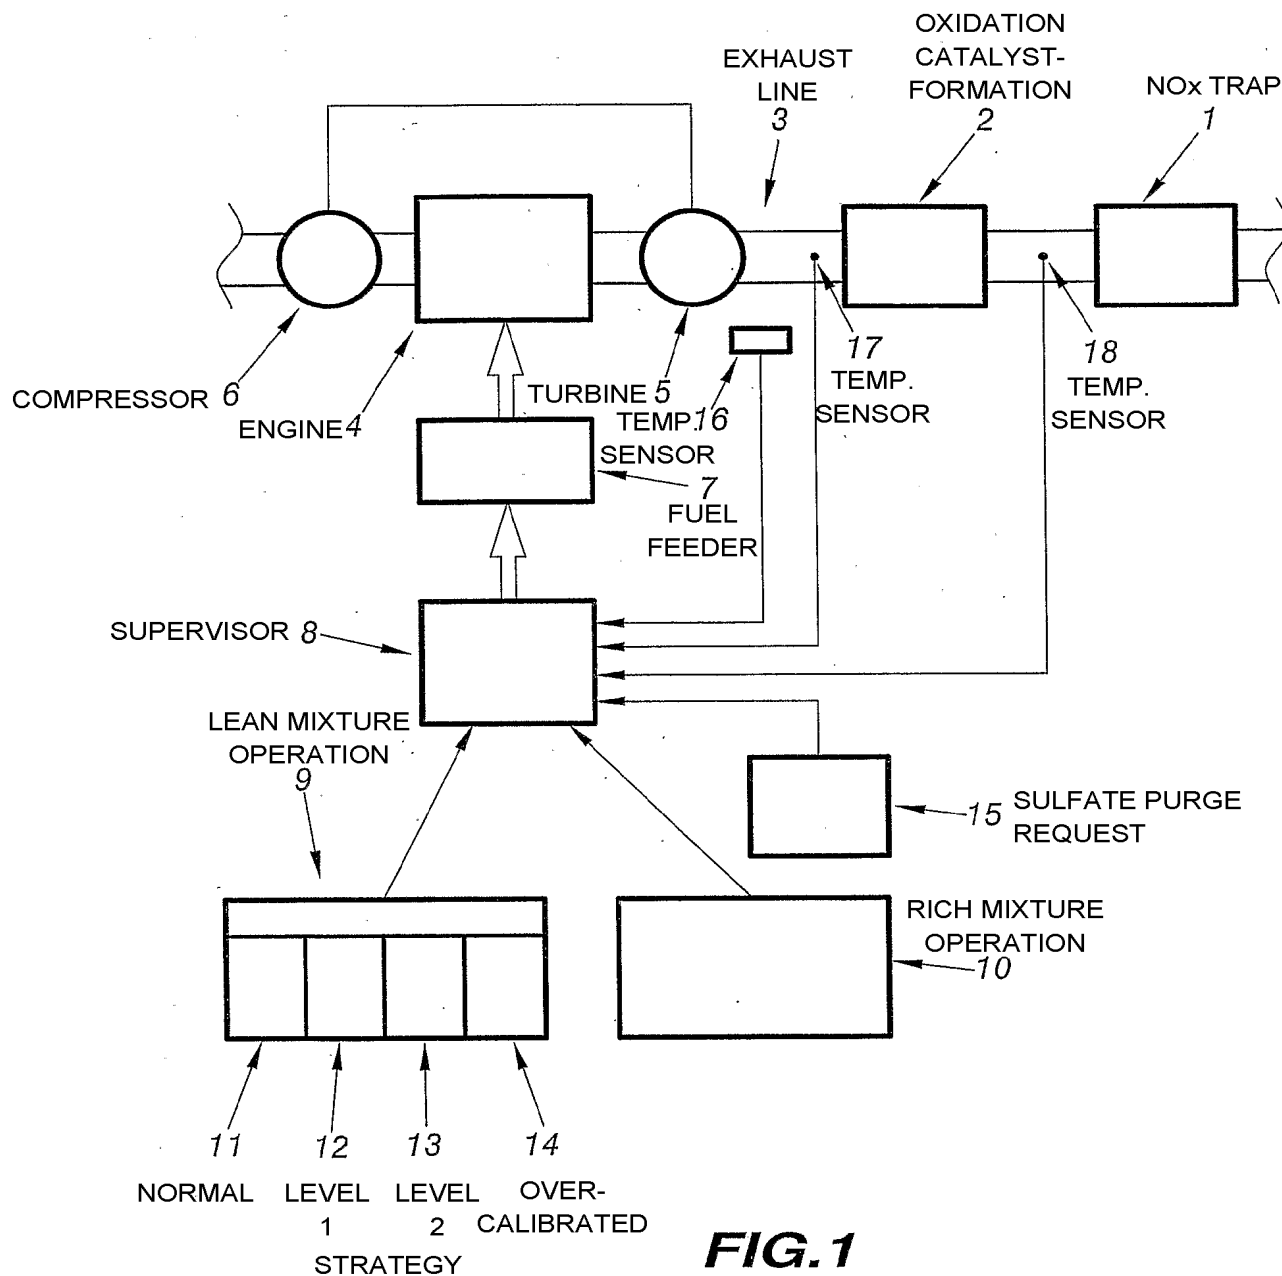 OXIDATION
CATALYST-
FORMATION
2
EXHAUST
LINE
3
NOx TRAP
1
COMPRESSOR 6
ENGINE 4
TURBINE 5
TEMP. 16
SENSOR
17
TEMP.
SENSOR
18
TEMP.
SENSOR
7
FUEL
FEEDER
SUPERVISOR 8
LEAN MIXTURE
OPERATION
9
15 SULFATE PURGE
REQUEST
RICH MIXTURE
OPERATION
10
11 12 13 14
NORMAL LEVEL LEVEL OVER-
1 2 CALIBRATED
STRATEGY
FIG.1